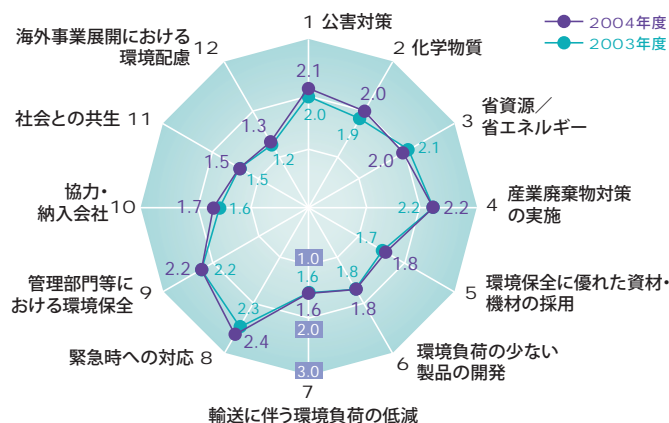 2004年度
2003年度
1 公害対策
2 化学物質
3 省資源／
省エネルギー
4 産業廃棄物対策
の実施
5 環境保全に優れた資材・
機材の採用
6 環境負荷の少ない
製品の開発
7
輸送に伴う環境負荷の低減
緊急時への対応 8
管理部門等に
おける環境保全 9
協力・
納入会社 10
社会との共生 11
海外事業展開における
環境配慮 12
2.1
2.0
2.0
1.9
2.1
2.0
2.2
2.2
1.7
1.8
1.8
1.8
1.6
1.6
2.3
2.4
2.2
2.2
1.7
1.6
1.5
1.5
1.3
1.2
1.0
2.0
3.0